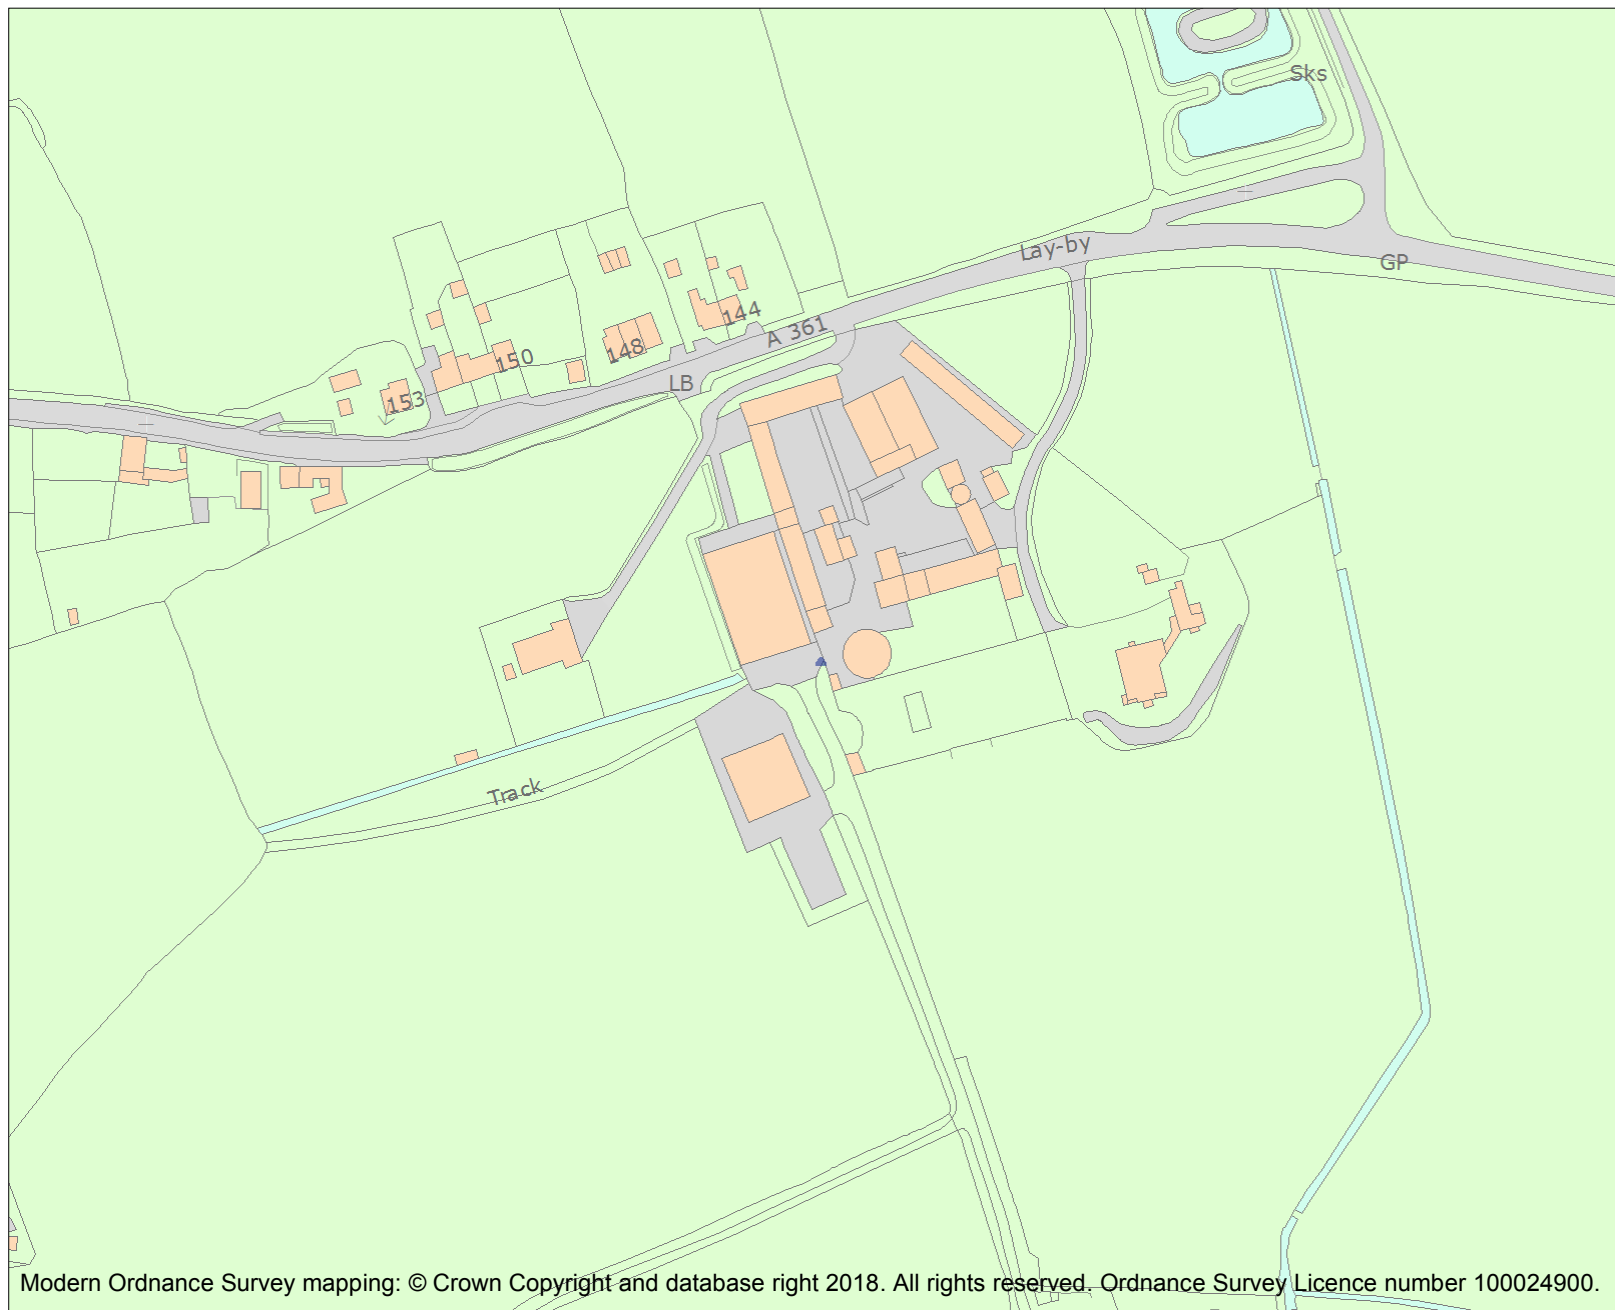 Sks
Lay-by
GP
144
A 361
148
150
LB
153
Track
Modern Ordnance Survey mapping: © Crown Copyright and database right 2018. All rights reserved. Ordnance Survey Licence number 100024900.